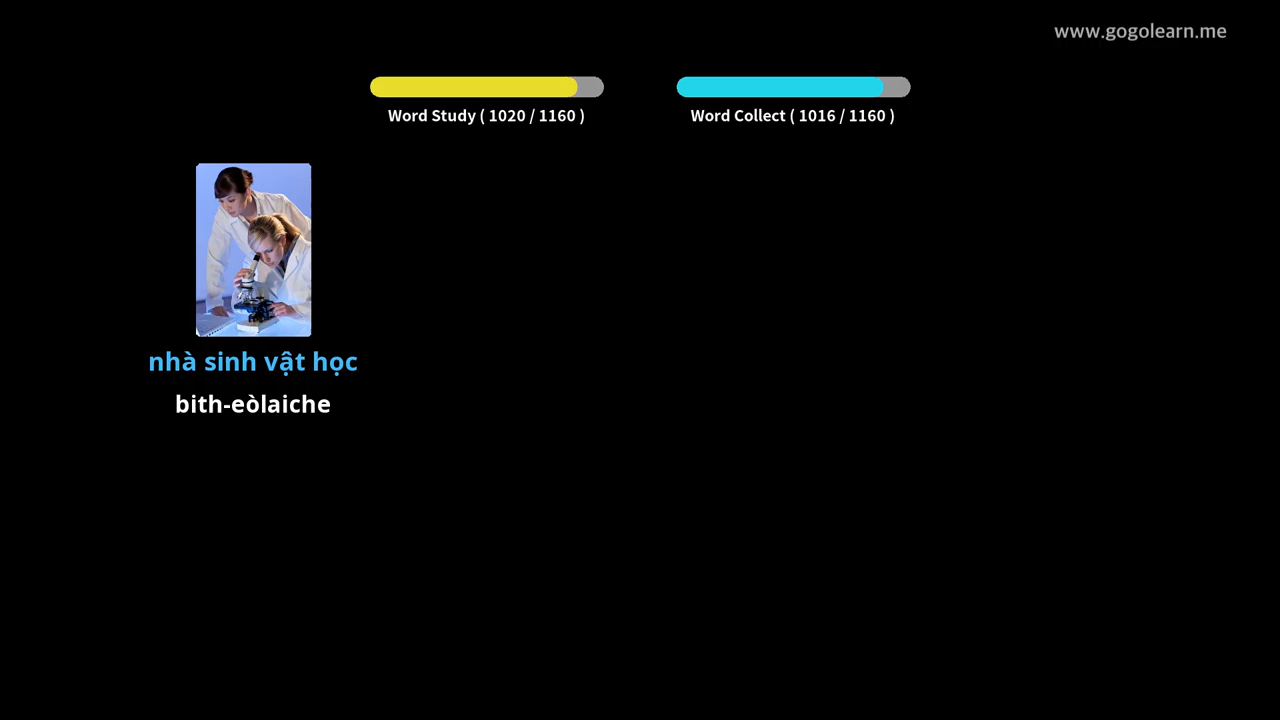 www.gogolearn.me
Word Study ( 1020 / 1160 )
Word Collect ( 1016 / 1160 )
nhà sinh vật học
bith-eòlaiche